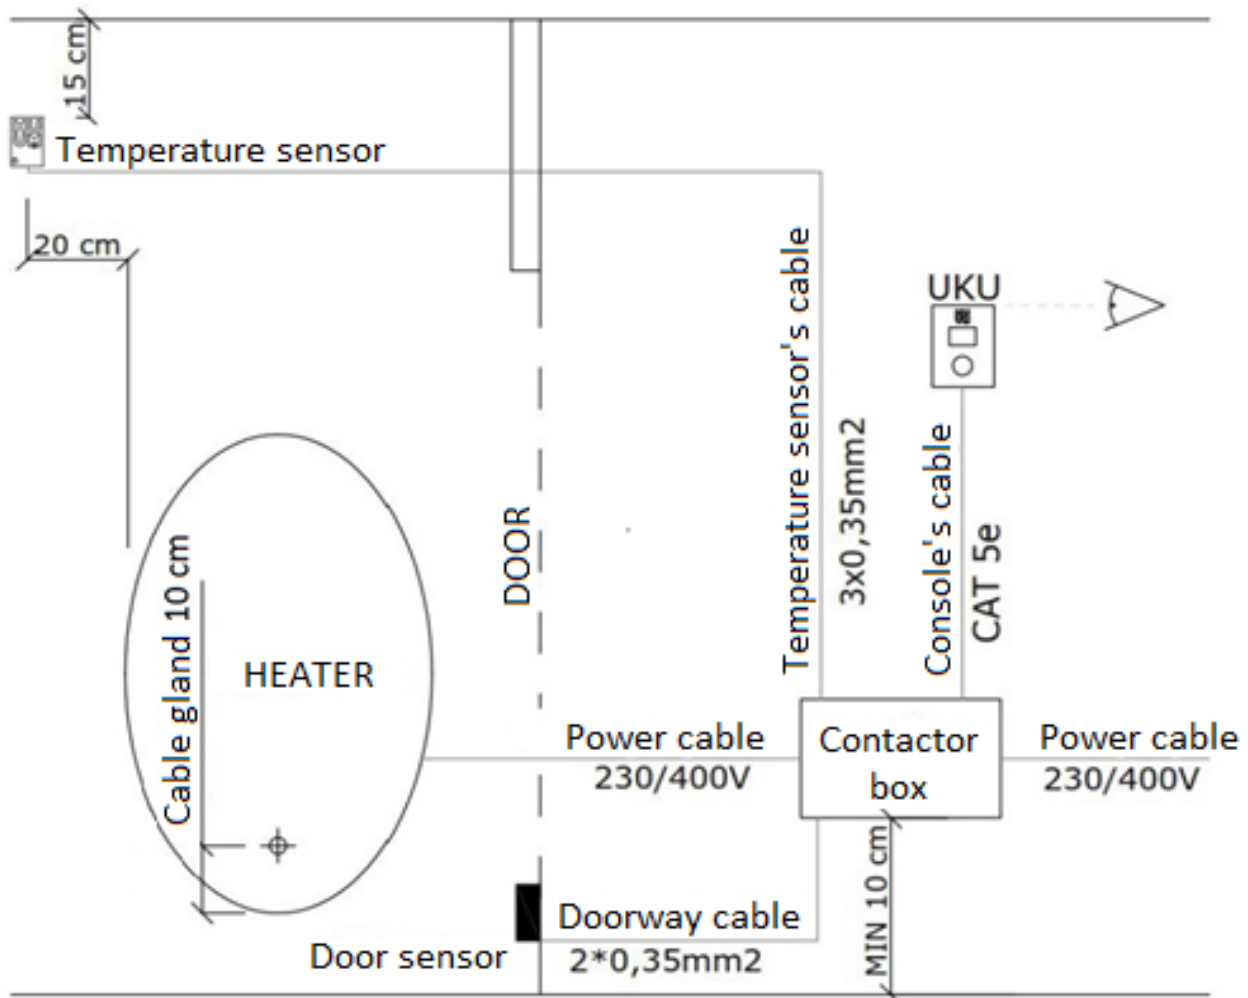 15 cm
Temperature sensor
20 cm
UKU
Temperature sensor's cable
3x0,35mm2
Console's cable
CAT 5e
DOOR
Cable gland 10 cm
HEATER
Power cable
230/400V
Contactor
box
Power cable
230/400V
MIN 10 cm
Doorway cable
2*0,35mm2
Door sensor